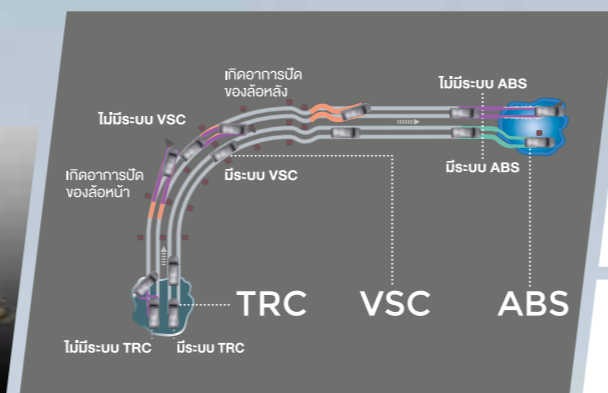 เกิดอาการปัด
ของล้อหลัง
ไม่มีระบบ ABS
ไม่มีระบบ VSC
มีระบบ ABS
มีระบบ VSC
เกิดอาการปัด
ของล้อหน้า
TRC
VSC
ABS
ไม่มีระบบ TRC
มีระบบ TRC